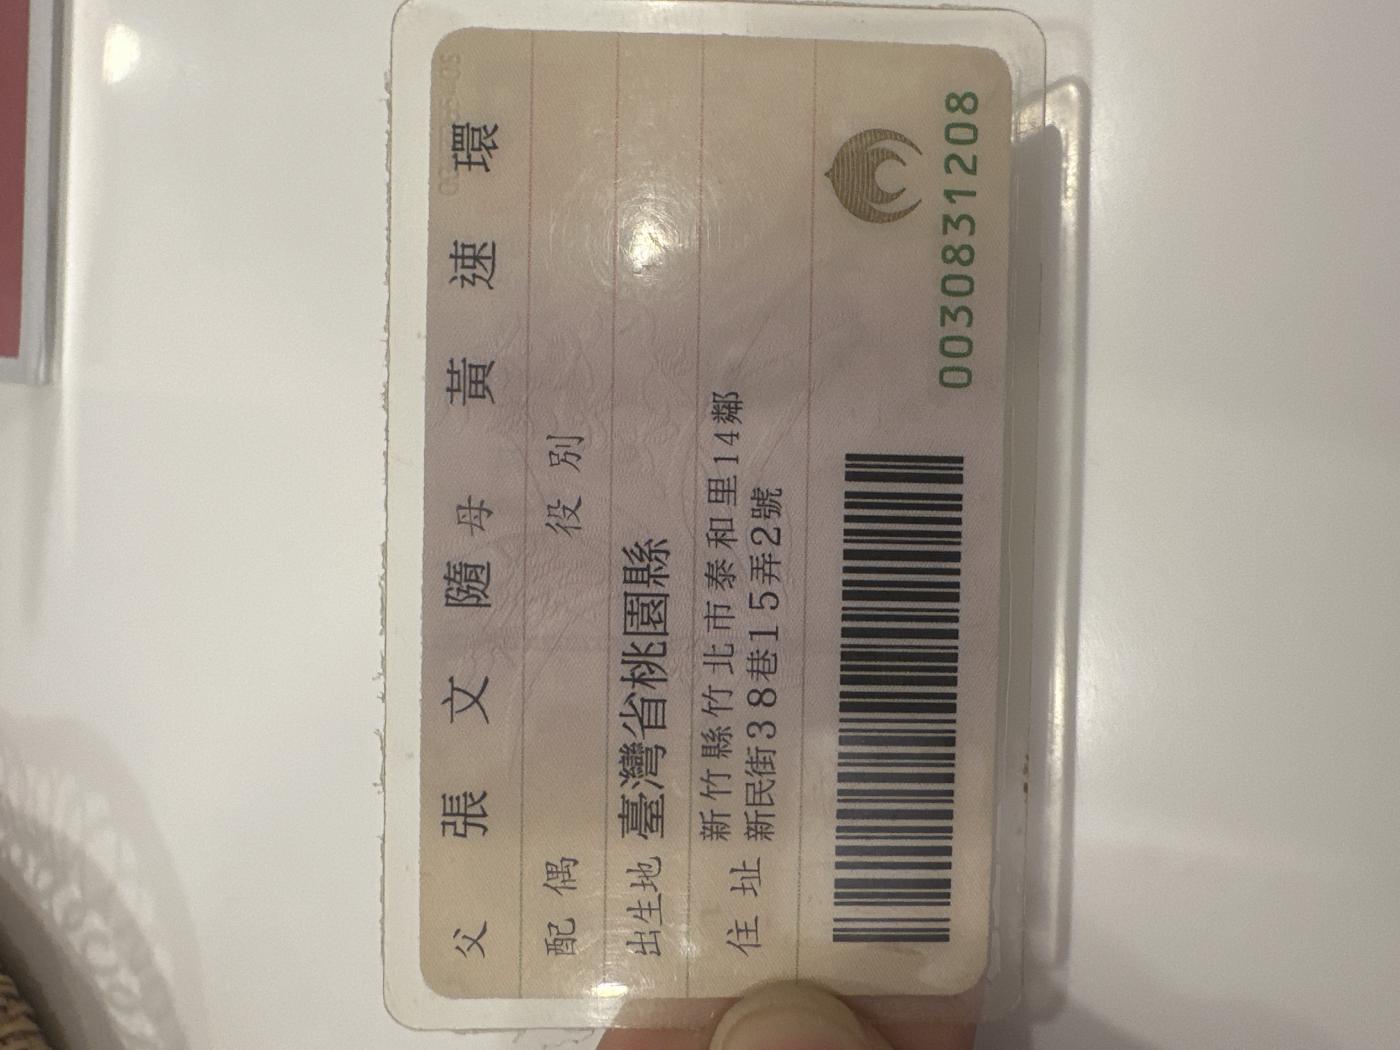 父 張文隨 母 黃速環
配偶 役別
出生地 臺灣省桃園縣
住址 新竹縣竹北市泰和里14鄰
新民街38巷15弄2號
0030831208